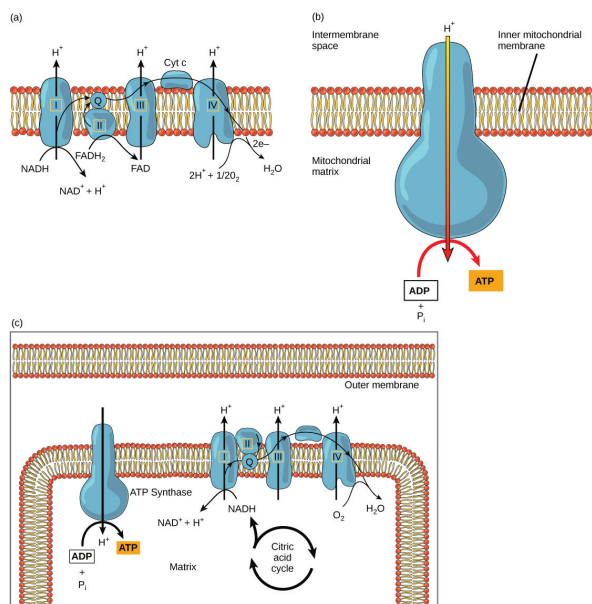 (a)
H⁺
H⁺
Cyt c
H⁺
I
Q
III
IV
II
2e–
NADH
FADH₂
FAD
H₂O
NAD⁺ + H⁺
2H⁺ + 1/2O₂
(b)
Intermembrane
space
H⁺
Inner mitochondrial
membrane
Mitochondrial
matrix
ADP
+
Pᵢ
ATP
(c)
Outer membrane
H⁺
H⁺
H⁺
II
I
Q
III
IV
ATP Synthase
H⁺
ADP
+
Pᵢ
ATP
NAD⁺ + H⁺
NADH
O₂
H₂O
Citric
acid
cycle
Matrix